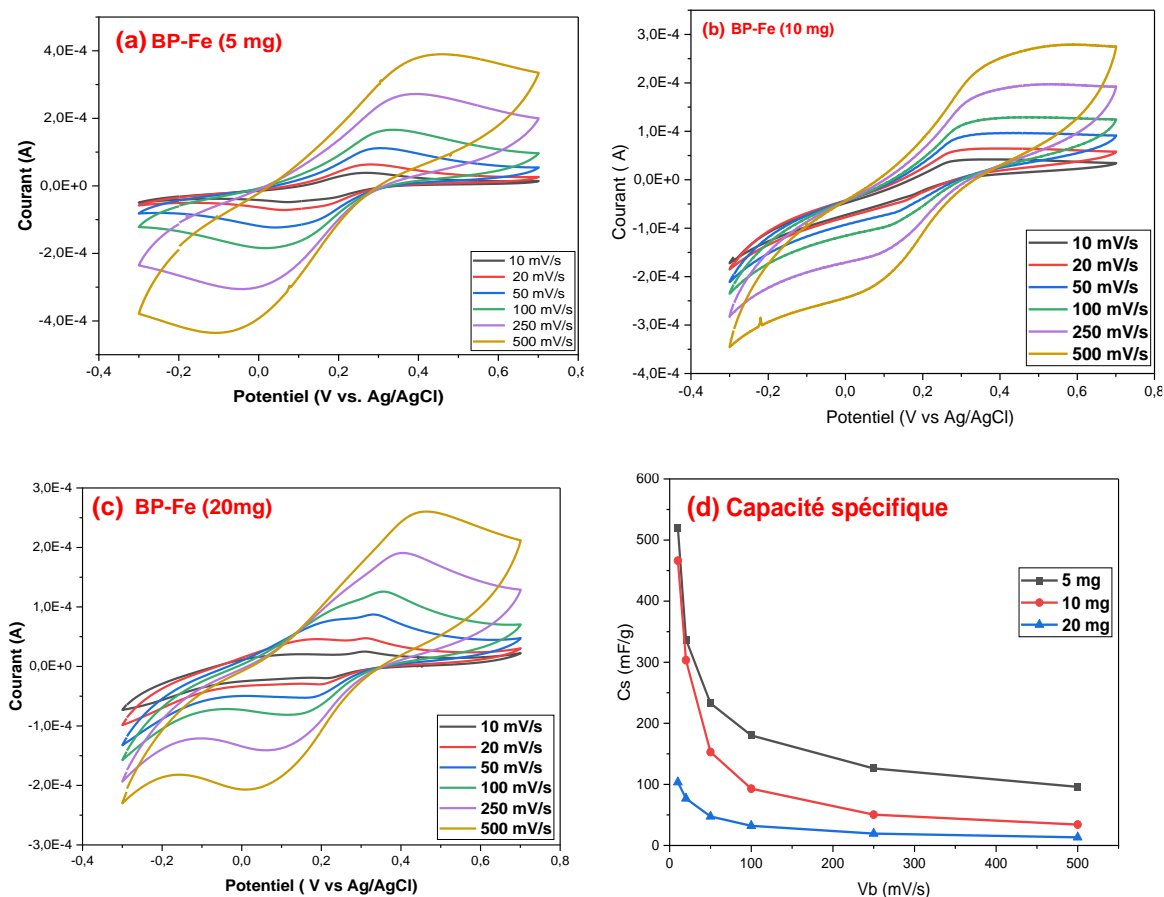 (a) BP-Fe (5 mg)
4,0E-4
2,0E-4
0,0E+0
-2,0E-4
-4,0E-4
Courant (A)
10 mV/s
20 mV/s
50 mV/s
100 mV/s
250 mV/s
500 mV/s
-0,4 -0,2 0,0 0,2 0,4 0,6 0,8
Potentiel (V vs. Ag/AgCl)
(b) BP-Fe (10 mg)
3,0E-4
2,0E-4
1,0E-4
0,0E+0
-1,0E-4
-2,0E-4
-3,0E-4
-4,0E-4
Courant ( A)
10 mV/s
20 mV/s
50 mV/s
100 mV/s
250 mV/s
500 mV/s
-0,4 -0,2 0,0 0,2 0,4 0,6 0,8
Potentiel (V vs Ag/AgCl)
(c) BP-Fe (20mg)
3,0E-4
2,0E-4
1,0E-4
0,0E+0
-1,0E-4
-2,0E-4
-3,0E-4
Courant (A)
10 mV/s
20 mV/s
50 mV/s
100 mV/s
250 mV/s
500 mV/s
-0,4 -0,2 0,0 0,2 0,4 0,6 0,8
Potentiel ( V vs Ag/AgCl)
(d) Capacité spécifique
600
500
400
300
200
100
0
Cs (mF/g)
5 mg
10 mg
20 mg
0 100 200 300 400 500
Vb (mV/s)